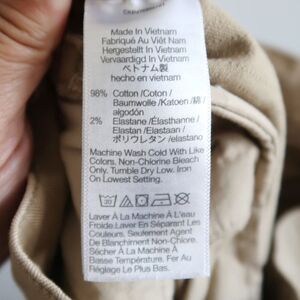 Made In Vietnam
Fabriqué Au Viet Nam
Hergestellt In Vietnam
Vervaardigd In Vietnam
ベトナム製
hecho en vietnam
98% Cotton /Coton /
Baumwolle /Katoen /綿 /
algodón
2% Elastane /Élasthanne /
Elastan /Elastaan /
ポリウレタン /elastano
Machine Wash Cold With Like
Colors. Non-Chlorine Bleach
Only. Tumble Dry Low. Iron
On Lowest Setting.
Laver À La Machine À L'eau
Froide.Laver En Séparant Les
Couleurs. Seulement Agent
De Blanchiment Non-Chloré.
Sécher À La Machine À
Basse Température. Fer Au
Réglage Le Plus Bas.